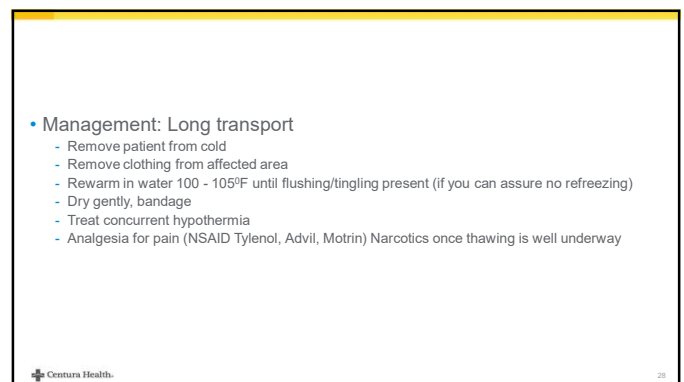 • Management: Long transport
- Remove patient from cold
- Remove clothing from affected area
- Rewarm in water 100 - 105⁰F until flushing/tingling present (if you can assure no refreezing)
- Dry gently, bandage
- Treat concurrent hypothermia
- Analgesia for pain (NSAID Tylenol, Advil, Motrin) Narcotics once thawing is well underway
Centura Health.
28